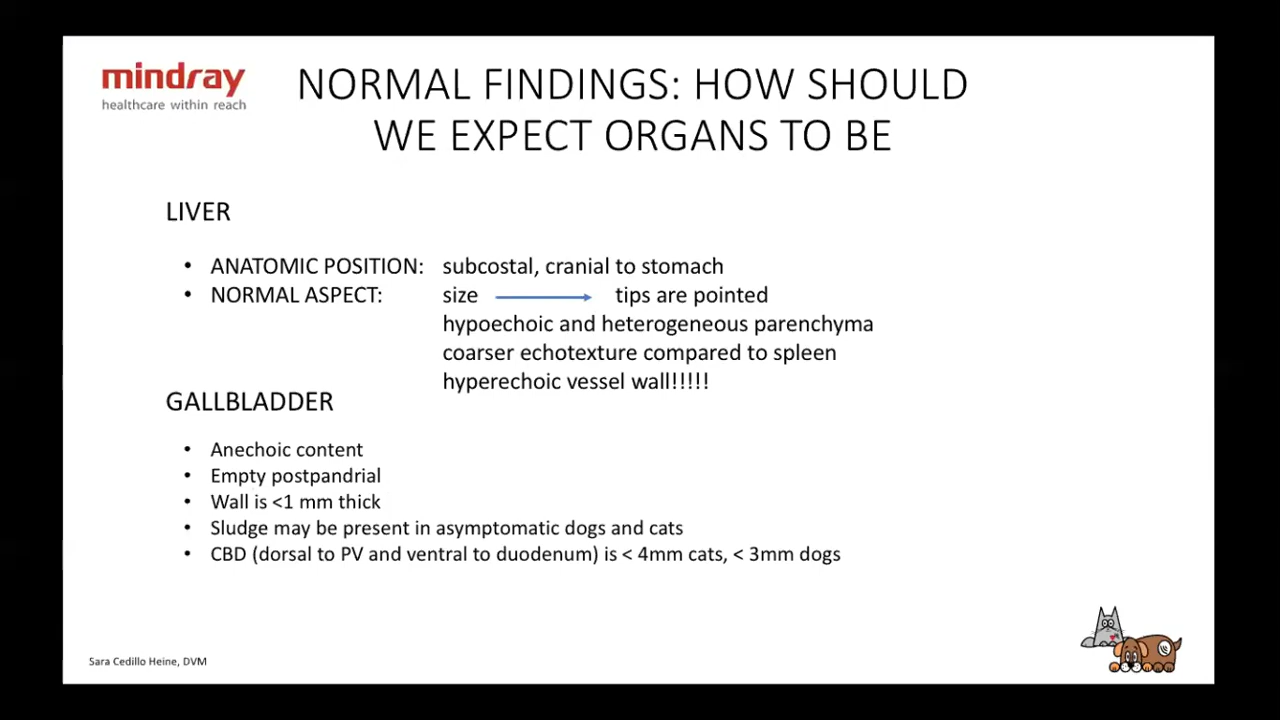 mindray
healthcare within reach
NORMAL FINDINGS: HOW SHOULD
WE EXPECT ORGANS TO BE
LIVER
• ANATOMIC POSITION: subcostal, cranial to stomach
• NORMAL ASPECT: size tips are pointed
hypoechoic and heterogeneous parenchyma
coarser echotexture compared to spleen
hyperechoic vessel wall!!!!!
GALLBLADDER
• Anechoic content
• Empty postpandrial
• Wall is <1 mm thick
• Sludge may be present in asymptomatic dogs and cats
• CBD (dorsal to PV and ventral to duodenum) is < 4mm cats, < 3mm dogs
Sara Cedillo Heine, DVM